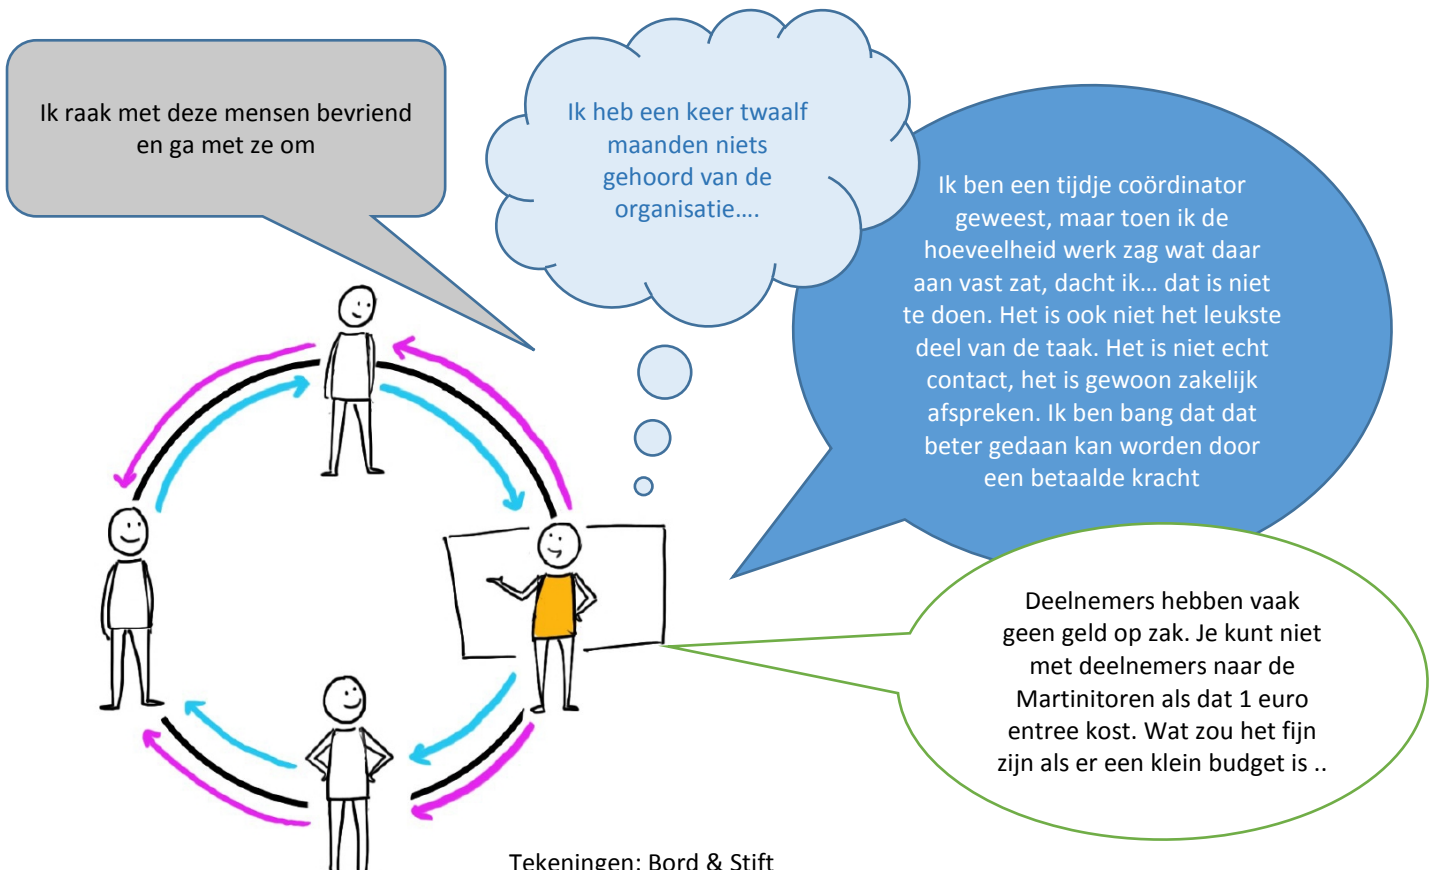 Ik raak met deze mensen bevriend
en ga met ze om
Ik heb een keer twaalf
maanden niets
gehoord van de
organisatie….
Ik ben een tijdje coördinator
geweest, maar toen ik de
hoeveelheid werk zag wat daar
aan vast zat, dacht ik… dat is niet
te doen. Het is ook niet het leukste
deel van de taak. Het is niet echt
contact, het is gewoon zakelijk
afspreken. Ik ben bang dat dat
beter gedaan kan worden door
een betaalde kracht
Deelnemers hebben vaak
geen geld op zak. Je kunt niet
met deelnemers naar de
Martinitoren als dat 1 euro
entree kost. Wat zou het fijn
zijn als er een klein budget is ..
Tekeningen: Bord & Stift